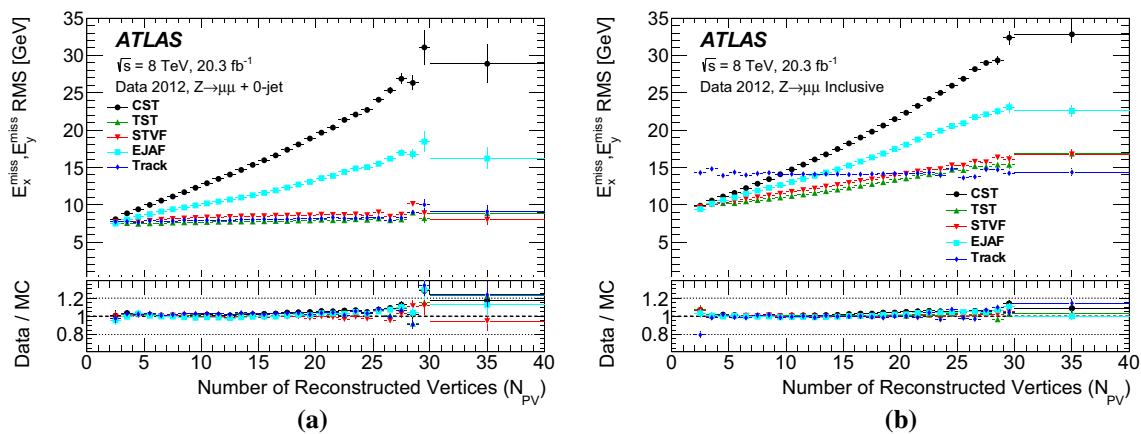 E_x^miss, E_y^miss RMS [GeV]
35
30
25
20
15
10
5
ATLAS
√s = 8 TeV, 20.3 fb⁻¹
Data 2012, Z→μμ + 0-jet
CST
TST
STVF
EJAF
Track
Data / MC
1.2
1
0.8
0 5 10 15 20 25 30 35 40
Number of Reconstructed Vertices (N_PV)
(a)
E_x^miss, E_y^miss RMS [GeV]
35
30
25
20
15
10
5
ATLAS
√s = 8 TeV, 20.3 fb⁻¹
Data 2012, Z→μμ Inclusive
CST
TST
STVF
EJAF
Track
Data / MC
1.2
1
0.8
0 5 10 15 20 25 30 35 40
Number of Reconstructed Vertices (N_PV)
(b)